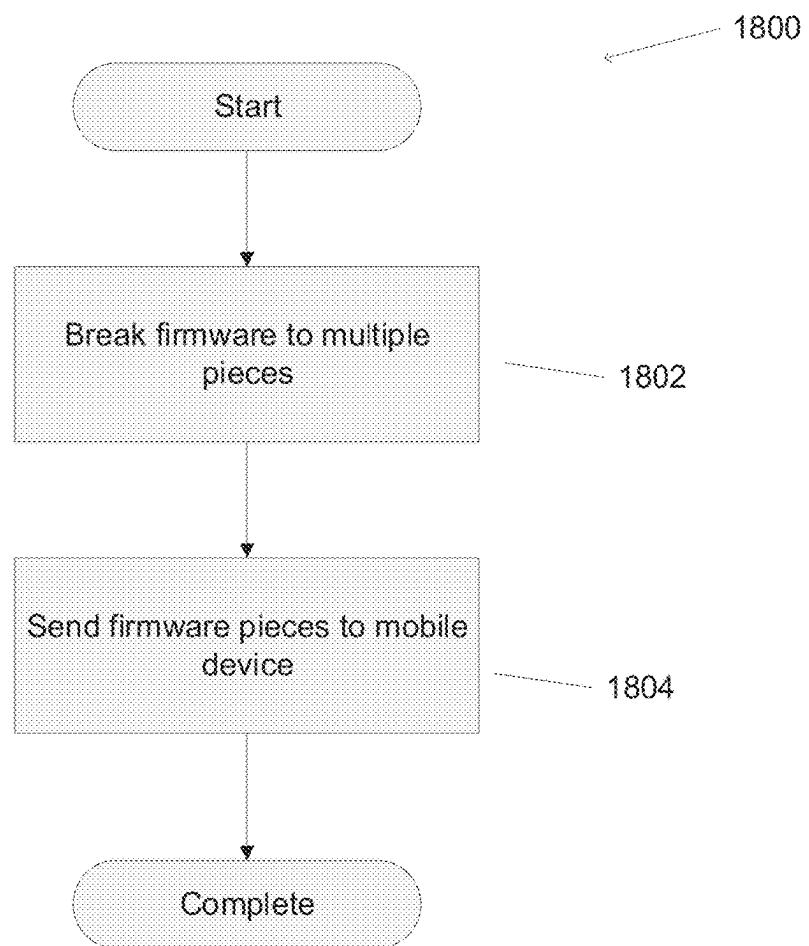 1800
Start
Break firmware to multiple
pieces
1802
Send firmware pieces to mobile
device
1804
Complete